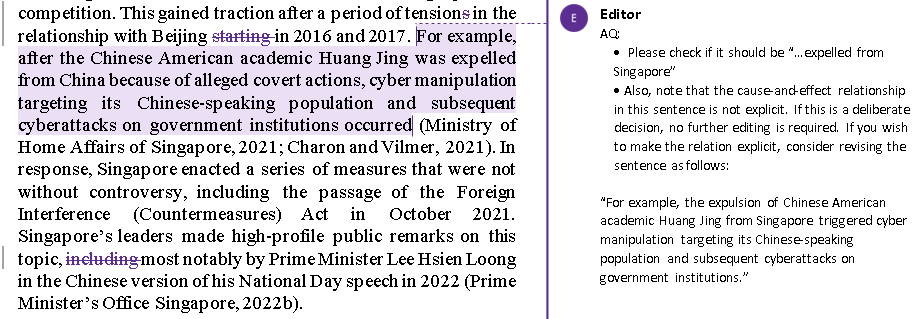 competition. This gained traction after a period of tensions in the
relationship with Beijing starting in 2016 and 2017. For example,
after the Chinese American academic Huang Jing was expelled
from China because of alleged covert actions, cyber manipulation
targeting its Chinese-speaking population and subsequent
cyberattacks on government institutions occurred (Ministry of
Home Affairs of Singapore, 2021; Charon and Vilmer, 2021). In
response, Singapore enacted a series of measures that were not
without controversy, including the passage of the Foreign
Interference (Countermeasures) Act in October 2021.
Singapore's leaders made high-profile public remarks on this
topic, including most notably by Prime Minister Lee Hsien Loong
in the Chinese version of his National Day speech in 2022 (Prime
Minister's Office Singapore, 2022b).
E
Editor
AQ:
• Please check if it should be "...expelled from
Singapore"
• Also, note that the cause-and-effect relationship
in this sentence is not explicit. If this is a deliberate
decision, no further editing is required. If you wish
to make the relation explicit, consider revising the
sentence as follows:
"For example, the expulsion of Chinese American
academic Huang Jing from Singapore triggered cyber
manipulation targeting its Chinese-speaking
population and subsequent cyberattacks on
government institutions."